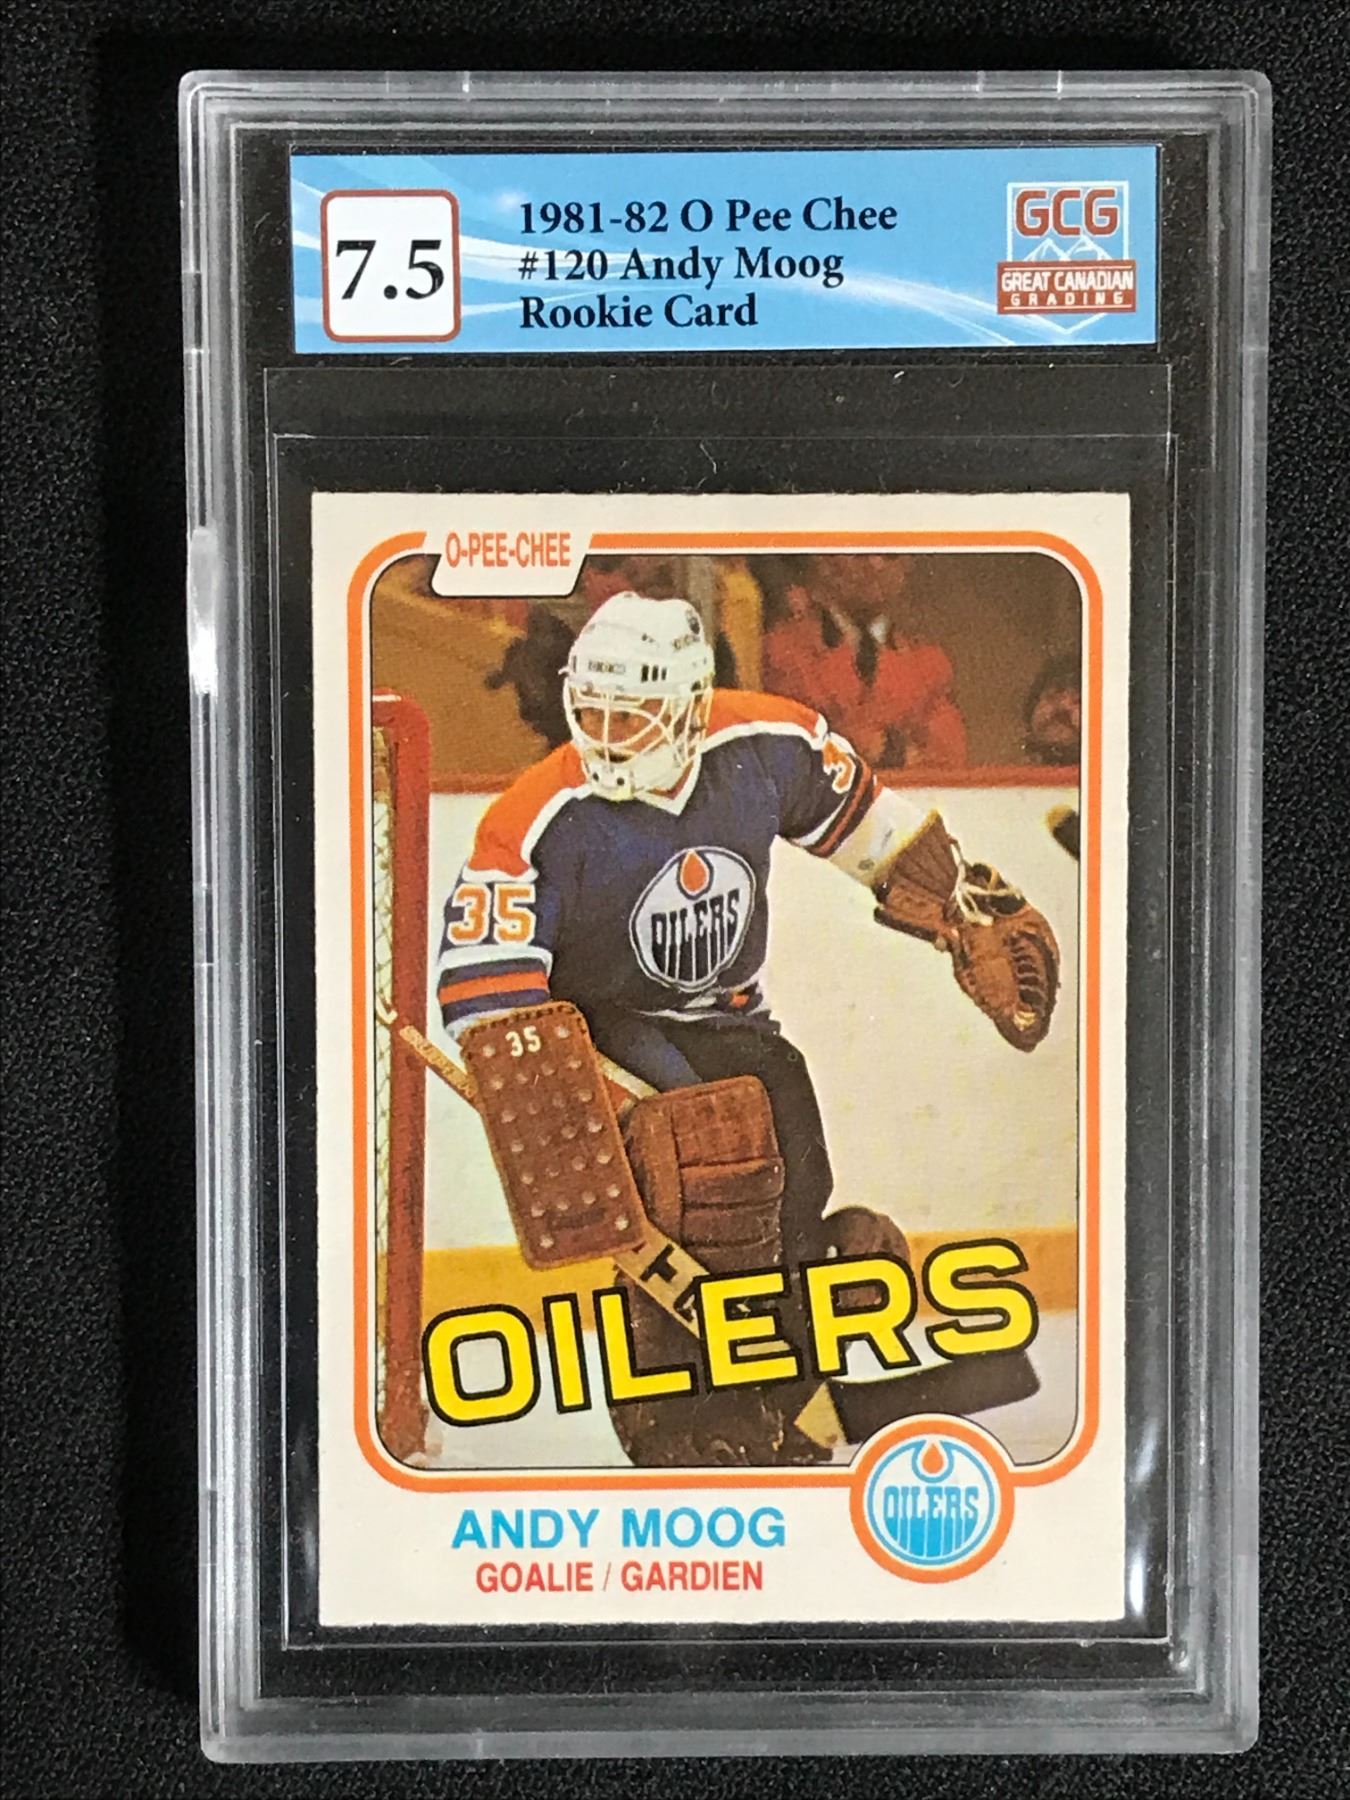 7.5
1981-82 O Pee Chee
#120 Andy Moog
Rookie Card
GCG
GREAT CANADIAN
GRADING
O-PEE-CHEE
35
OILERS
35
OILERS
OILERS
ANDY MOOG
GOALIE / GARDIEN